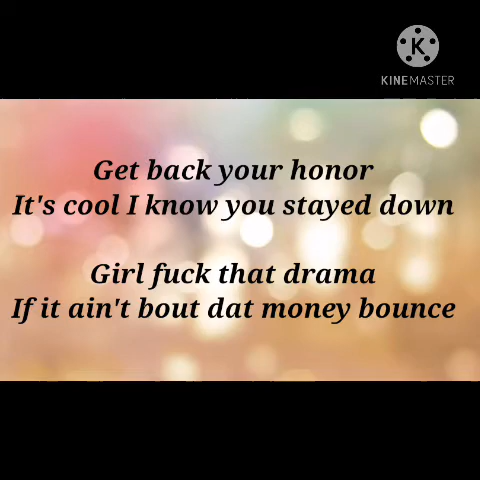 KINEMASTER
Get back your honor
It's cool I know you stayed down
Girl fuck that drama
If it ain't bout dat money bounce